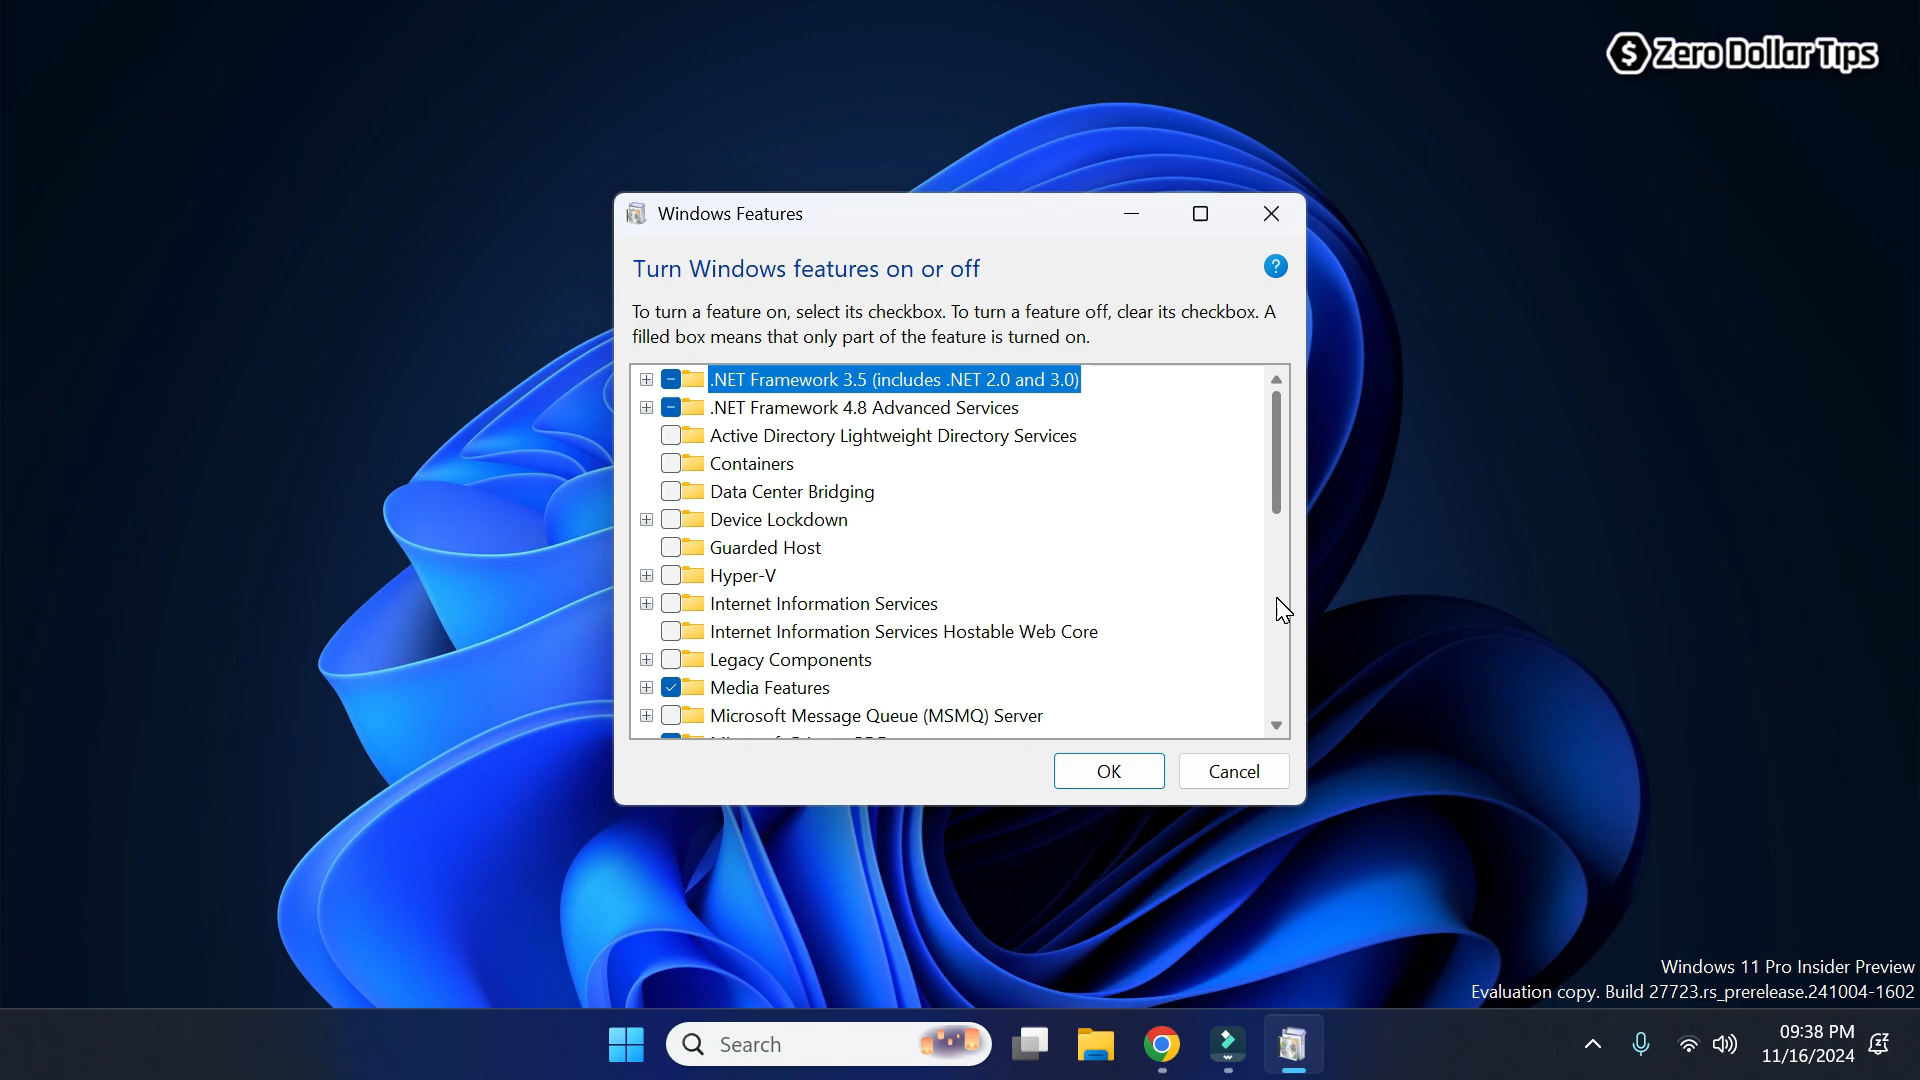 $ Zero Dollar Tips
Windows Features
Turn Windows features on or off
?
To turn a feature on, select its checkbox. To turn a feature off, clear its checkbox. A
filled box means that only part of the feature is turned on.
.NET Framework 3.5 (includes .NET 2.0 and 3.0)
.NET Framework 4.8 Advanced Services
Active Directory Lightweight Directory Services
Containers
Data Center Bridging
Device Lockdown
Guarded Host
Hyper-V
Internet Information Services
Internet Information Services Hostable Web Core
Legacy Components
Media Features
Microsoft Message Queue (MSMQ) Server
OK
Cancel
Windows 11 Pro Insider Preview
Evaluation copy. Build 27723.rs_prerelease.241004-1602
Search
09:38 PM
11/16/2024